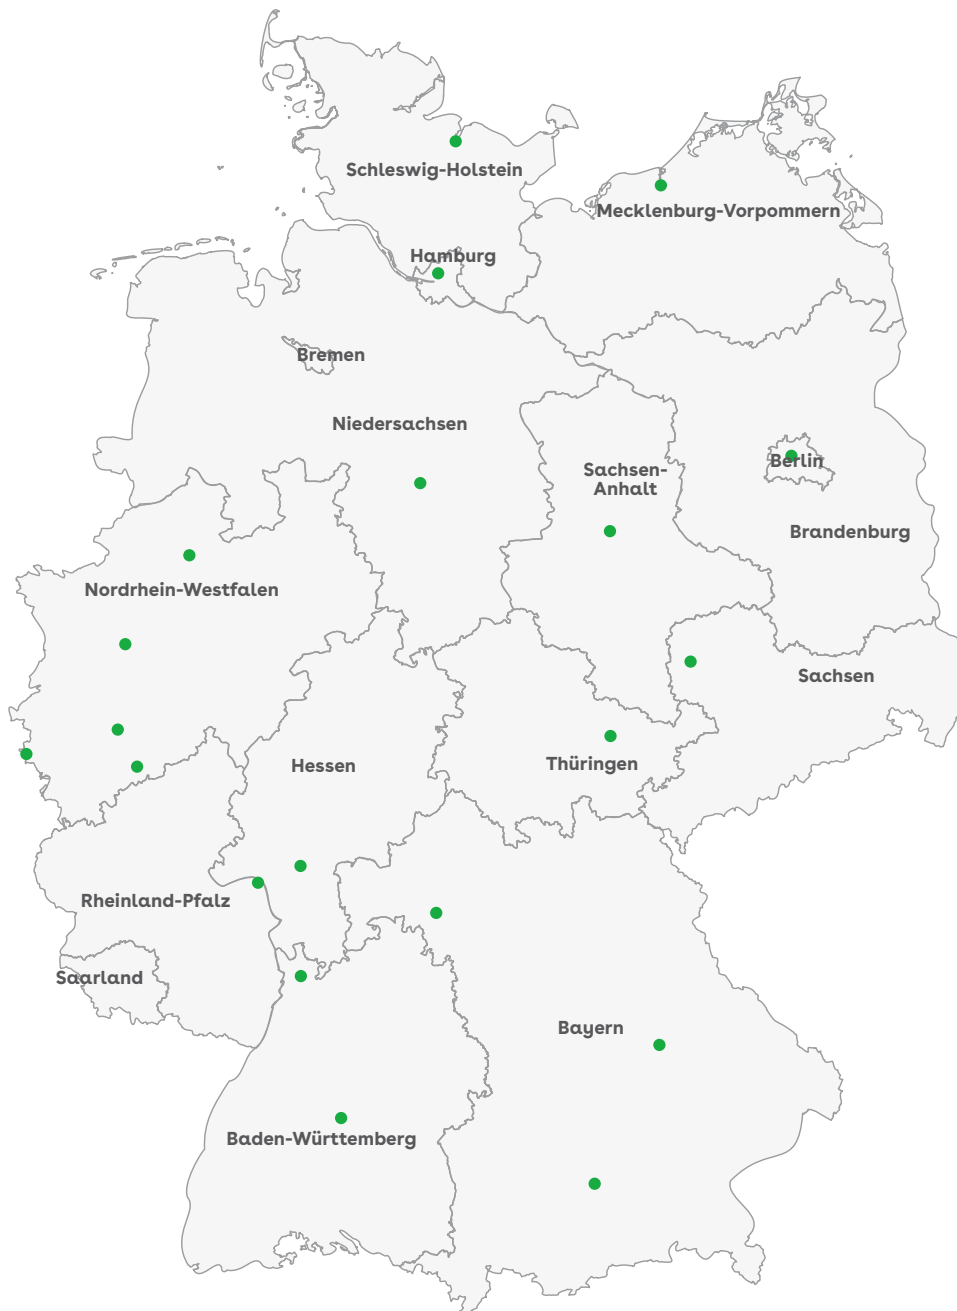 Schleswig-Holstein
Mecklenburg-Vorpommern
Hamburg
Bremen
Niedersachsen
Sachsen-
Anhalt
Berlin
Brandenburg
Nordrhein-Westfalen
Sachsen
Hessen
Thüringen
Rheinland-Pfalz
Saarland
Bayern
Baden-Württemberg